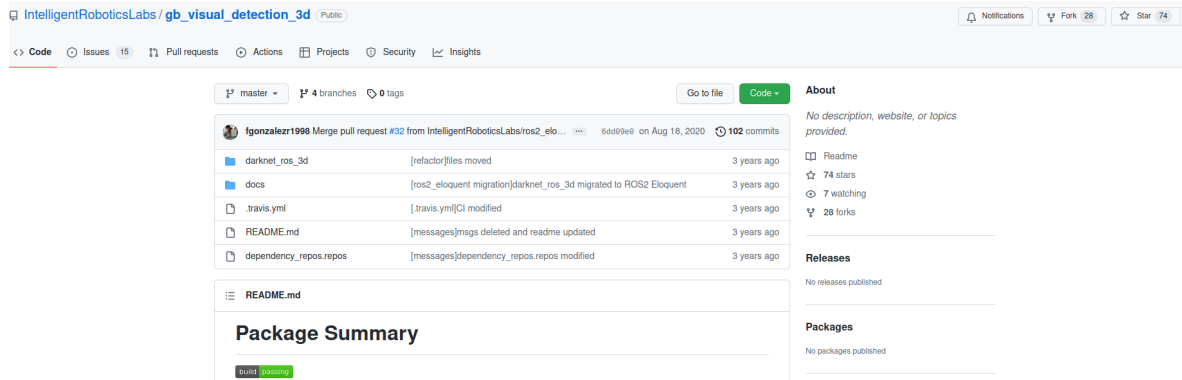 IntelligentRoboticsLabs / gb_visual_detection_3d Public
Notifications Fork 28 Star 74
Code Issues 15 Pull requests Actions Projects Security Insights
master 4 branches 0 tags Go to file Code
fgonzalezr1998 Merge pull request #32 from IntelligentRoboticsLabs/ros2_elo… ... 6dd09e0 on Aug 18, 2020 102 commits
darknet_ros_3d [refactor]files moved 3 years ago
docs [ros2_eloquent migration]darknet_ros_3d migrated to ROS2 Eloquent 3 years ago
.travis.yml [.travis.yml]CI modified 3 years ago
README.md [messages]msgs deleted and readme updated 3 years ago
dependency_repos.repos [messages]dependency_repos.repos modified 3 years ago
README.md
Package Summary
build passing
About
No description, website, or topics
provided.
Readme
74 stars
7 watching
28 forks
Releases
No releases published
Packages
No packages published